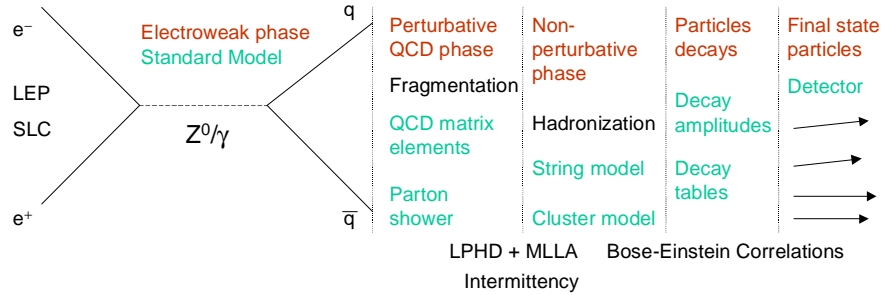 e⁻
LEP
SLC
e⁺
Electroweak phase
Standard Model
Z⁰/γ
q
q̅
Perturbative
QCD phase
Fragmentation
QCD matrix
elements
Parton
shower
Non-
perturbative
phase
Hadronization
String model
Cluster model
Particles
decays
Decay
amplitudes
Decay
tables
Final state
particles
Detector
LPHD + MLLA
Bose-Einstein Correlations
Intermittency